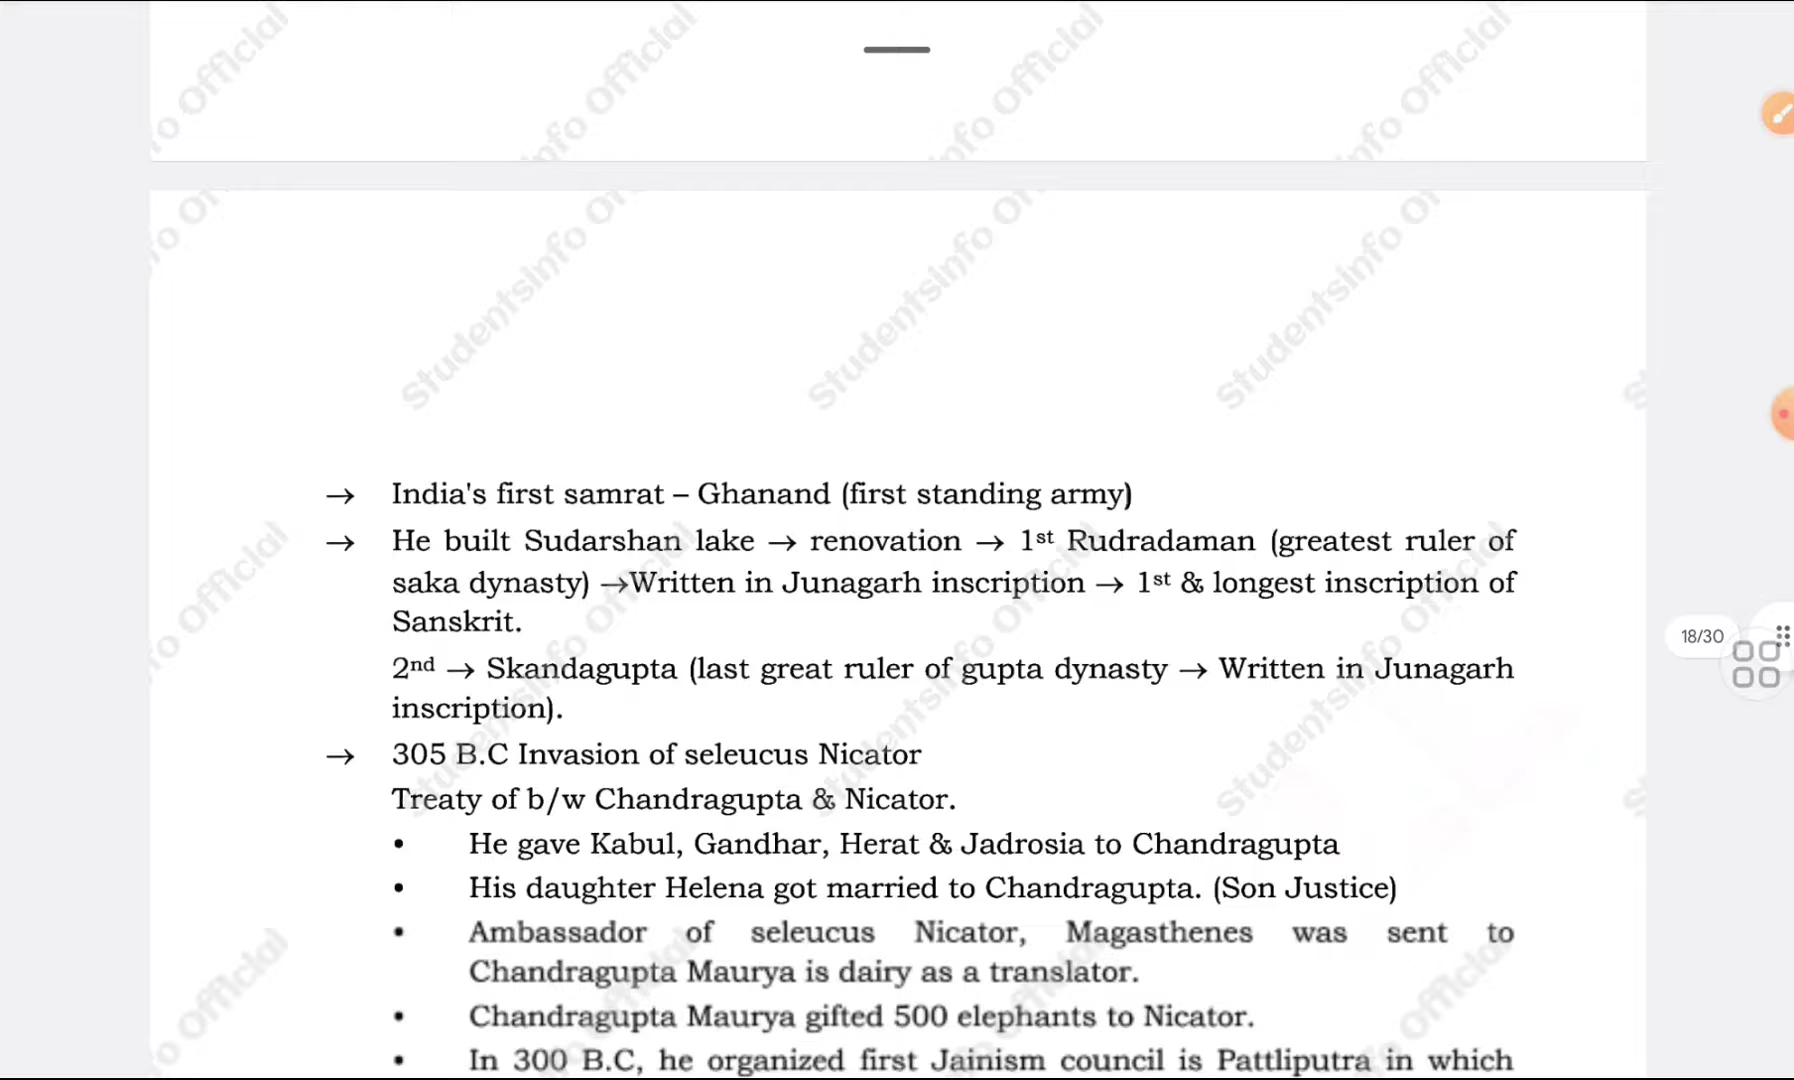 → India's first samrat – Ghanand (first standing army)
→ He built Sudarshan lake → renovation → 1st Rudradaman (greatest ruler of
saka dynasty) →Written in Junagarh inscription → 1st & longest inscription of
Sanskrit.
2nd → Skandagupta (last great ruler of gupta dynasty → Written in Junagarh
inscription).
18/30
→ 305 B.C Invasion of seleucus Nicator
Treaty of b/w Chandragupta & Nicator.
• He gave Kabul, Gandhar, Herat & Jadrosia to Chandragupta
• His daughter Helena got married to Chandragupta. (Son Justice)
• Ambassador of seleucus Nicator, Magasthenes was sent to
Chandragupta Maurya is dairy as a translator.
• Chandragupta Maurya gifted 500 elephants to Nicator.
• In 300 B.C, he organized first Jainism council is Pattliputra in which
StudentsInfo Official